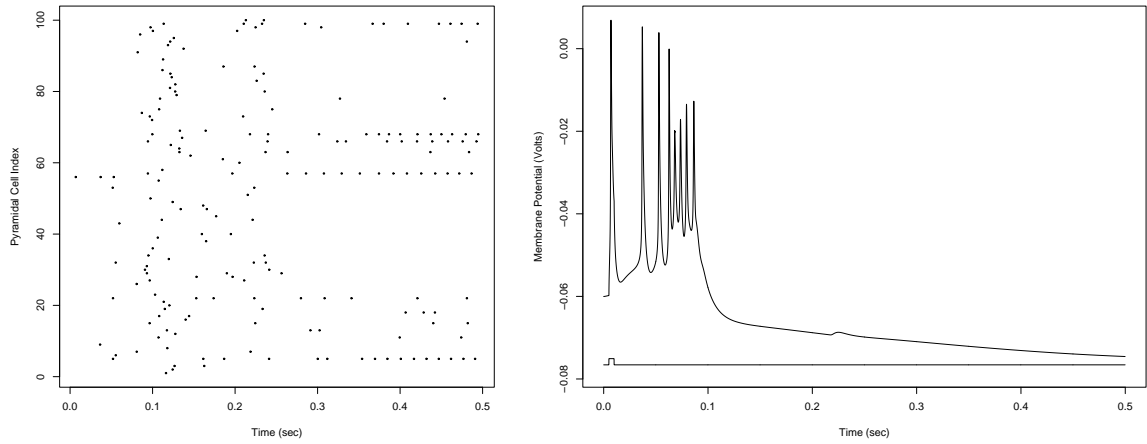 Pyramidal Cell Index
100
80
60
40
20
0
0.0 0.1 0.2 0.3 0.4 0.5
Time (sec)
Membrane Potential (Volts)
0.00
−0.02
−0.04
−0.06
−0.08
0.0 0.1 0.2 0.3 0.4 0.5
Time (sec)